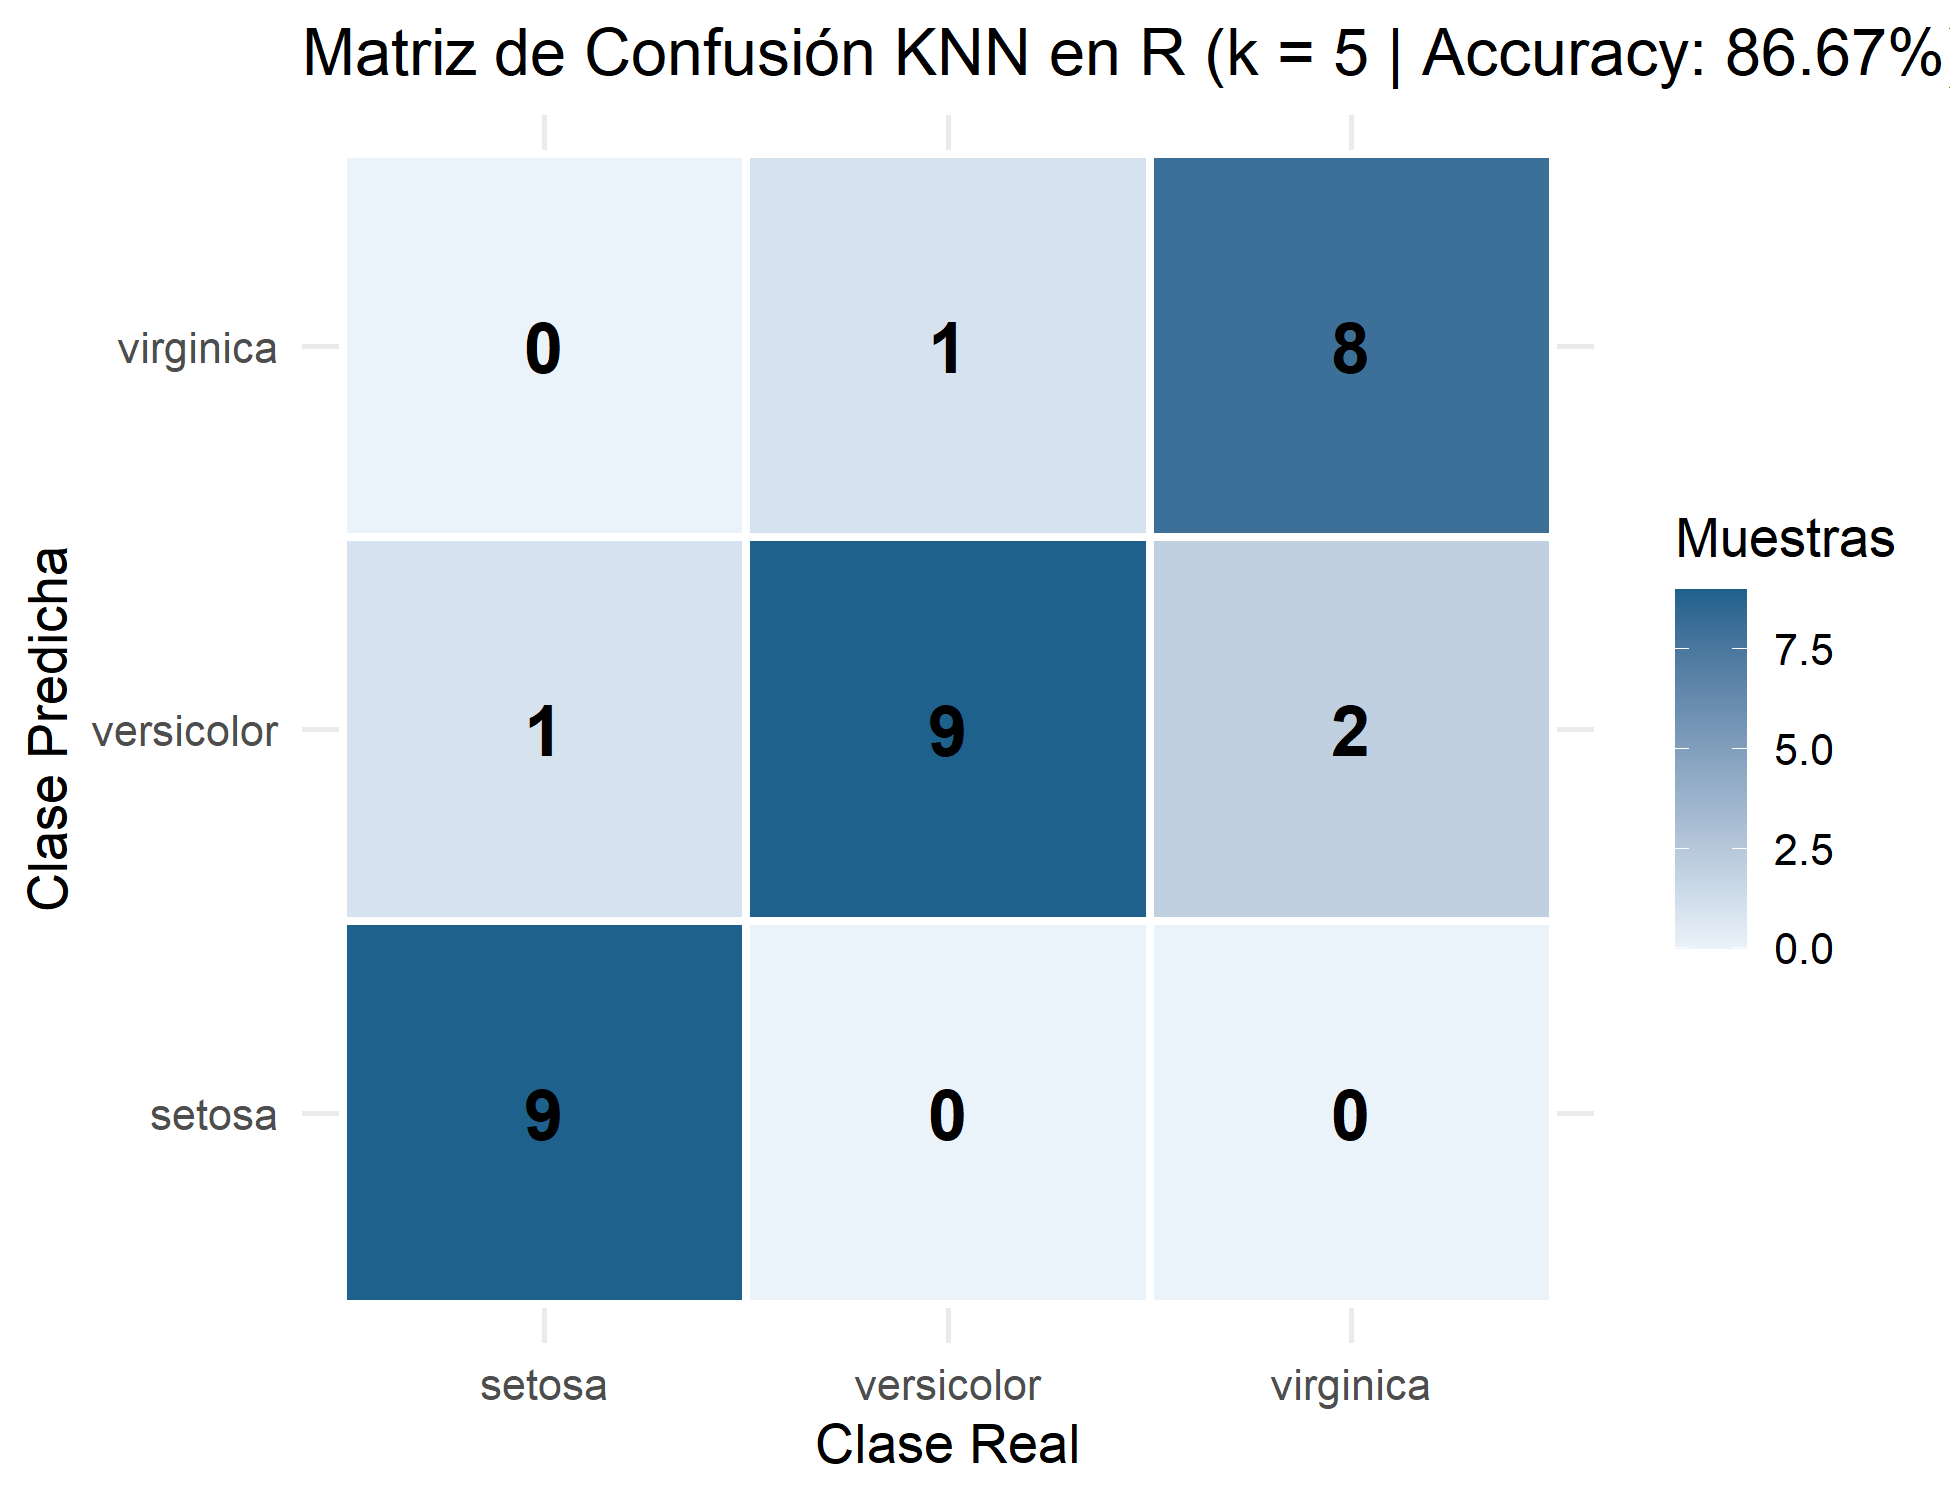 Matriz de Confusión KNN en R (k = 5 | Accuracy: 86.67%)
Clase Predicha
virginica
0 1 8
versicolor
1 9 2
setosa
9 0 0
setosa versicolor virginica
Clase Real
Muestras
7.5
5.0
2.5
0.0